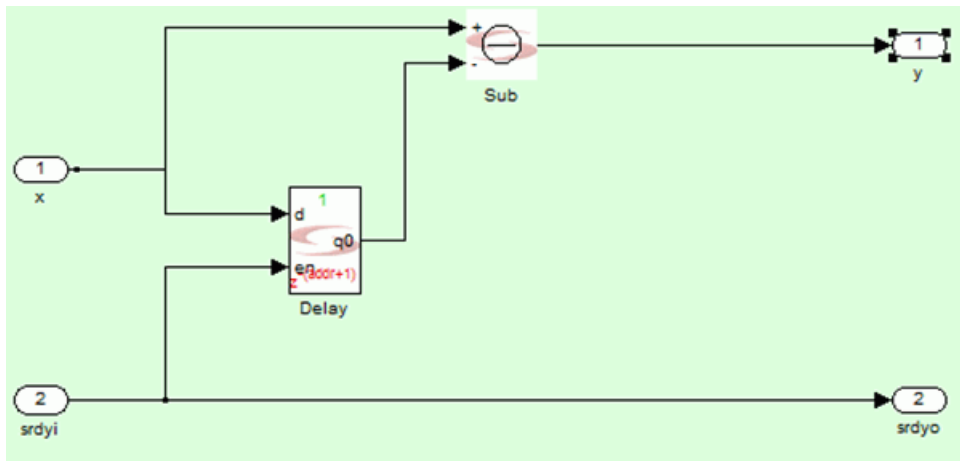 +
-
Sub
1
y
1
x
1
d
q0
en
z^-(addr+1)
Delay
2
srdyi
2
srdyo